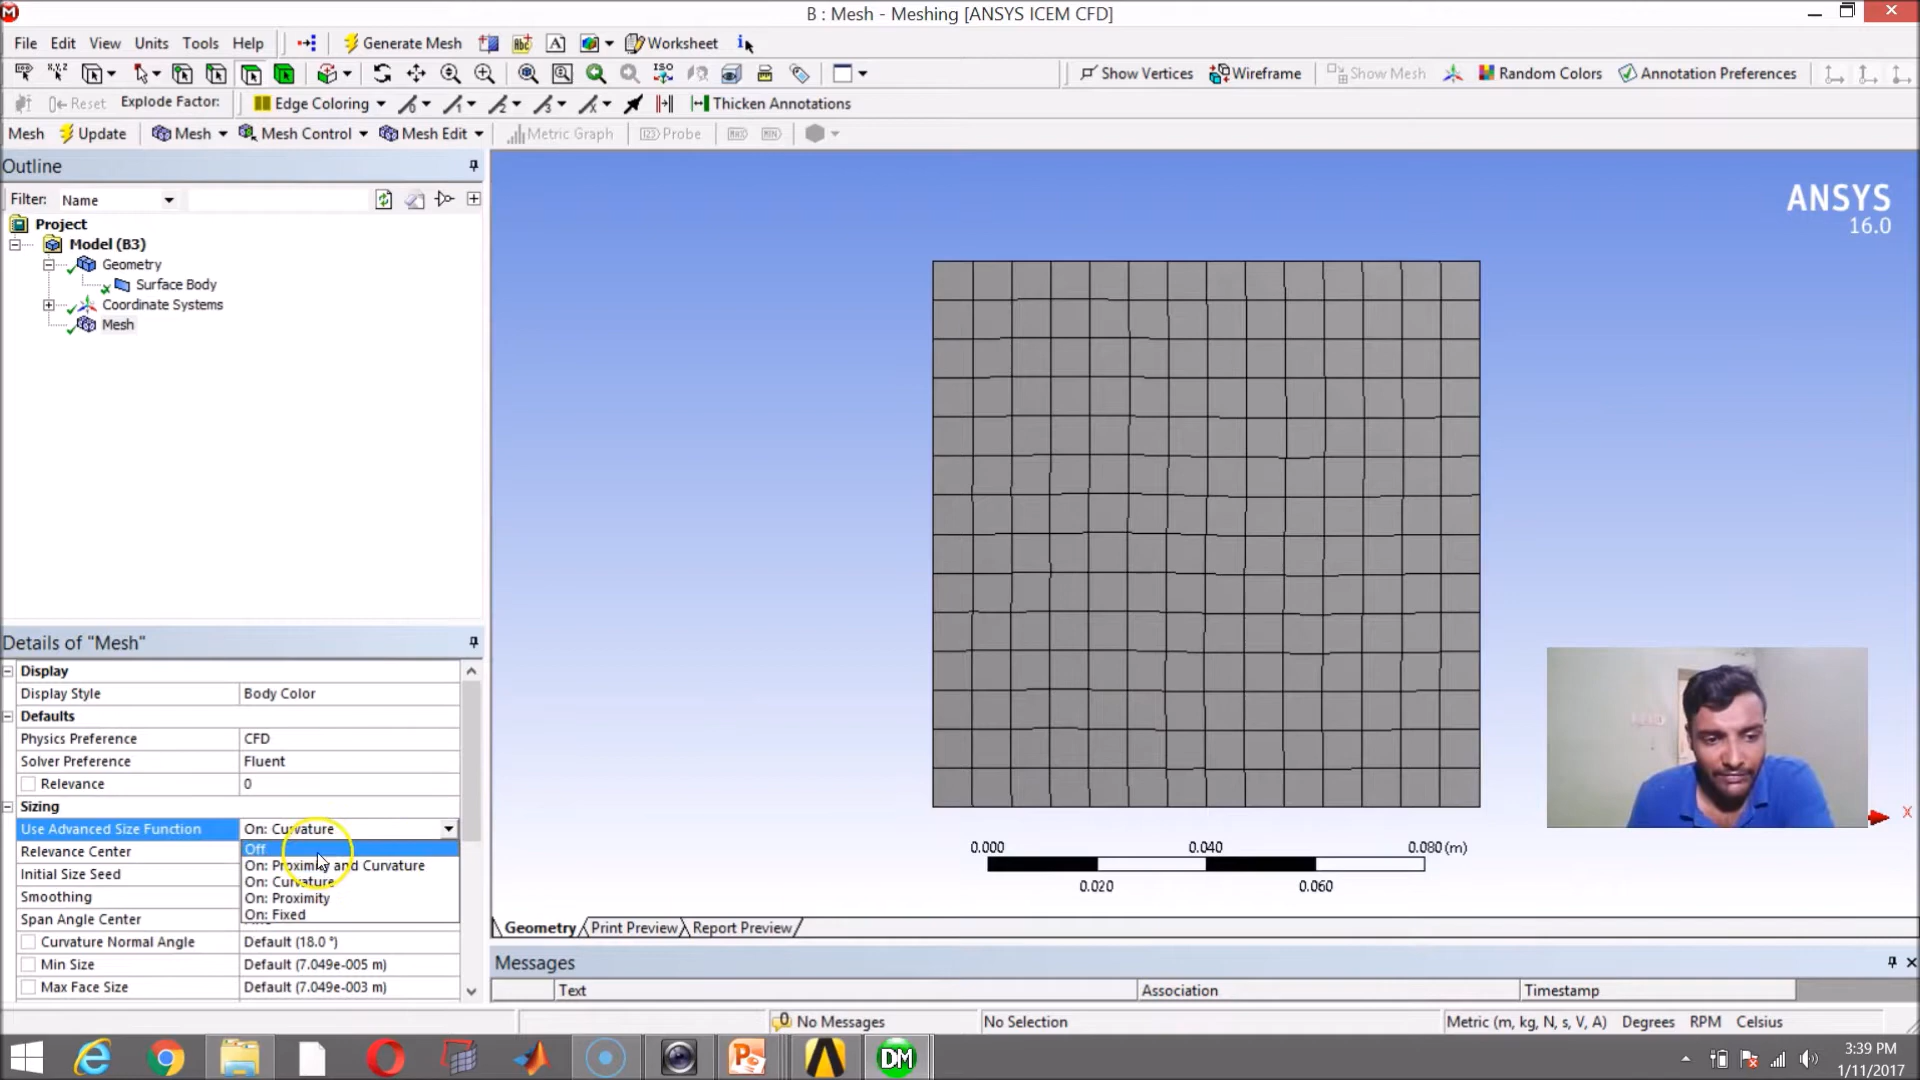 B : Mesh - Meshing [ANSYS ICEM CFD]
File Edit View Units Tools Help Generate Mesh Worksheet
Show Vertices Wireframe Show Mesh Random Colors Annotation Preferences
Reset Explode Factor: Edge Coloring Thicken Annotations
Mesh Update Mesh Mesh Control Mesh Edit Metric Graph Probe
Outline
Filter: Name
Project
Model (B3)
Geometry
Surface Body
Coordinate Systems
Mesh
ANSYS
16.0
Details of "Mesh"
Display
Display Style Body Color
Defaults
Physics Preference CFD
Solver Preference Fluent
Relevance 0
Sizing
Use Advanced Size Function On: Curvature
Relevance Center Off
On: Proximity and Curvature
Initial Size Seed On: Curvature
Smoothing On: Proximity
Span Angle Center On: Fixed
Curvature Normal Angle Default (18.0 °)
Min Size Default (7.049e-005 m)
Max Face Size Default (7.049e-003 m)
X
0.000 0.040 0.080 (m)
0.020 0.060
Geometry Print Preview Report Preview
Messages
Text Association Timestamp
0 No Messages No Selection Metric (m, kg, N, s, V, A) Degrees RPM Celsius
DM
3:39 PM
1/11/2017